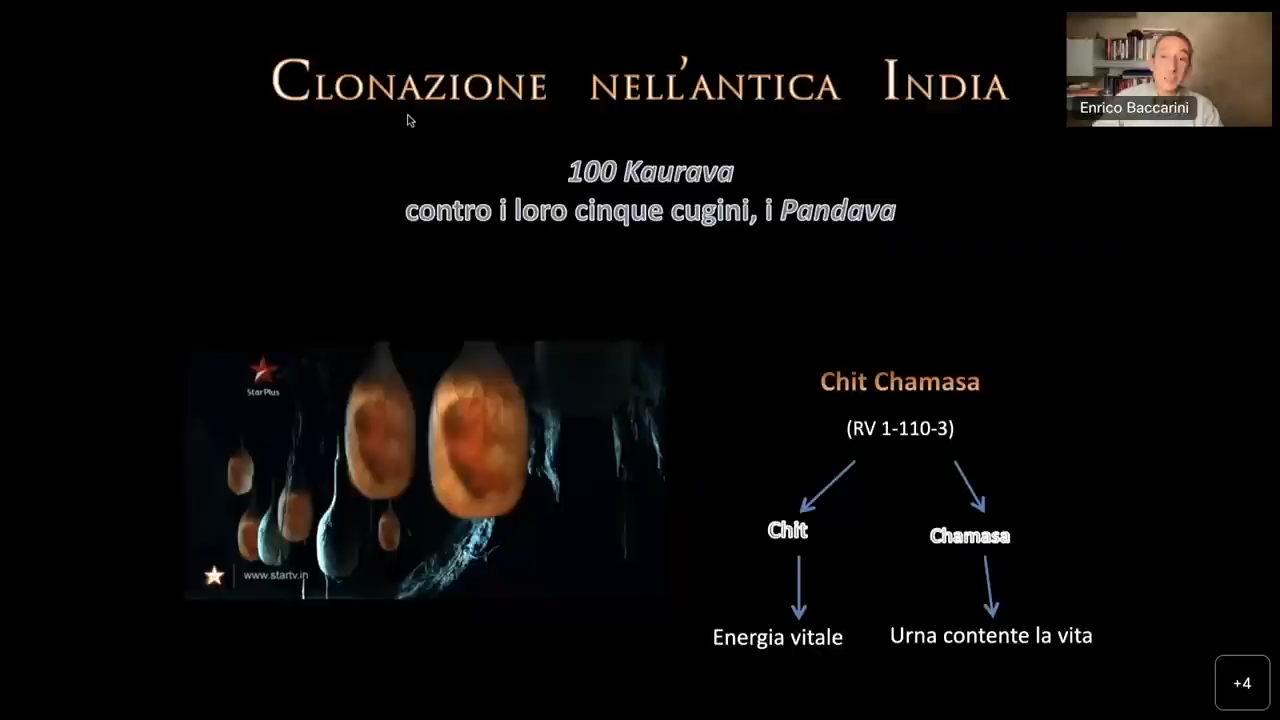 Clonazione nell'antica India
Enrico Baccarini
100 Kaurava
contro i loro cinque cugini, i Pandava
StarPlus
www.startv.in
Chit Chamasa
(RV 1-110-3)
Chit
Chamasa
Energia vitale
Urna contente la vita
+4